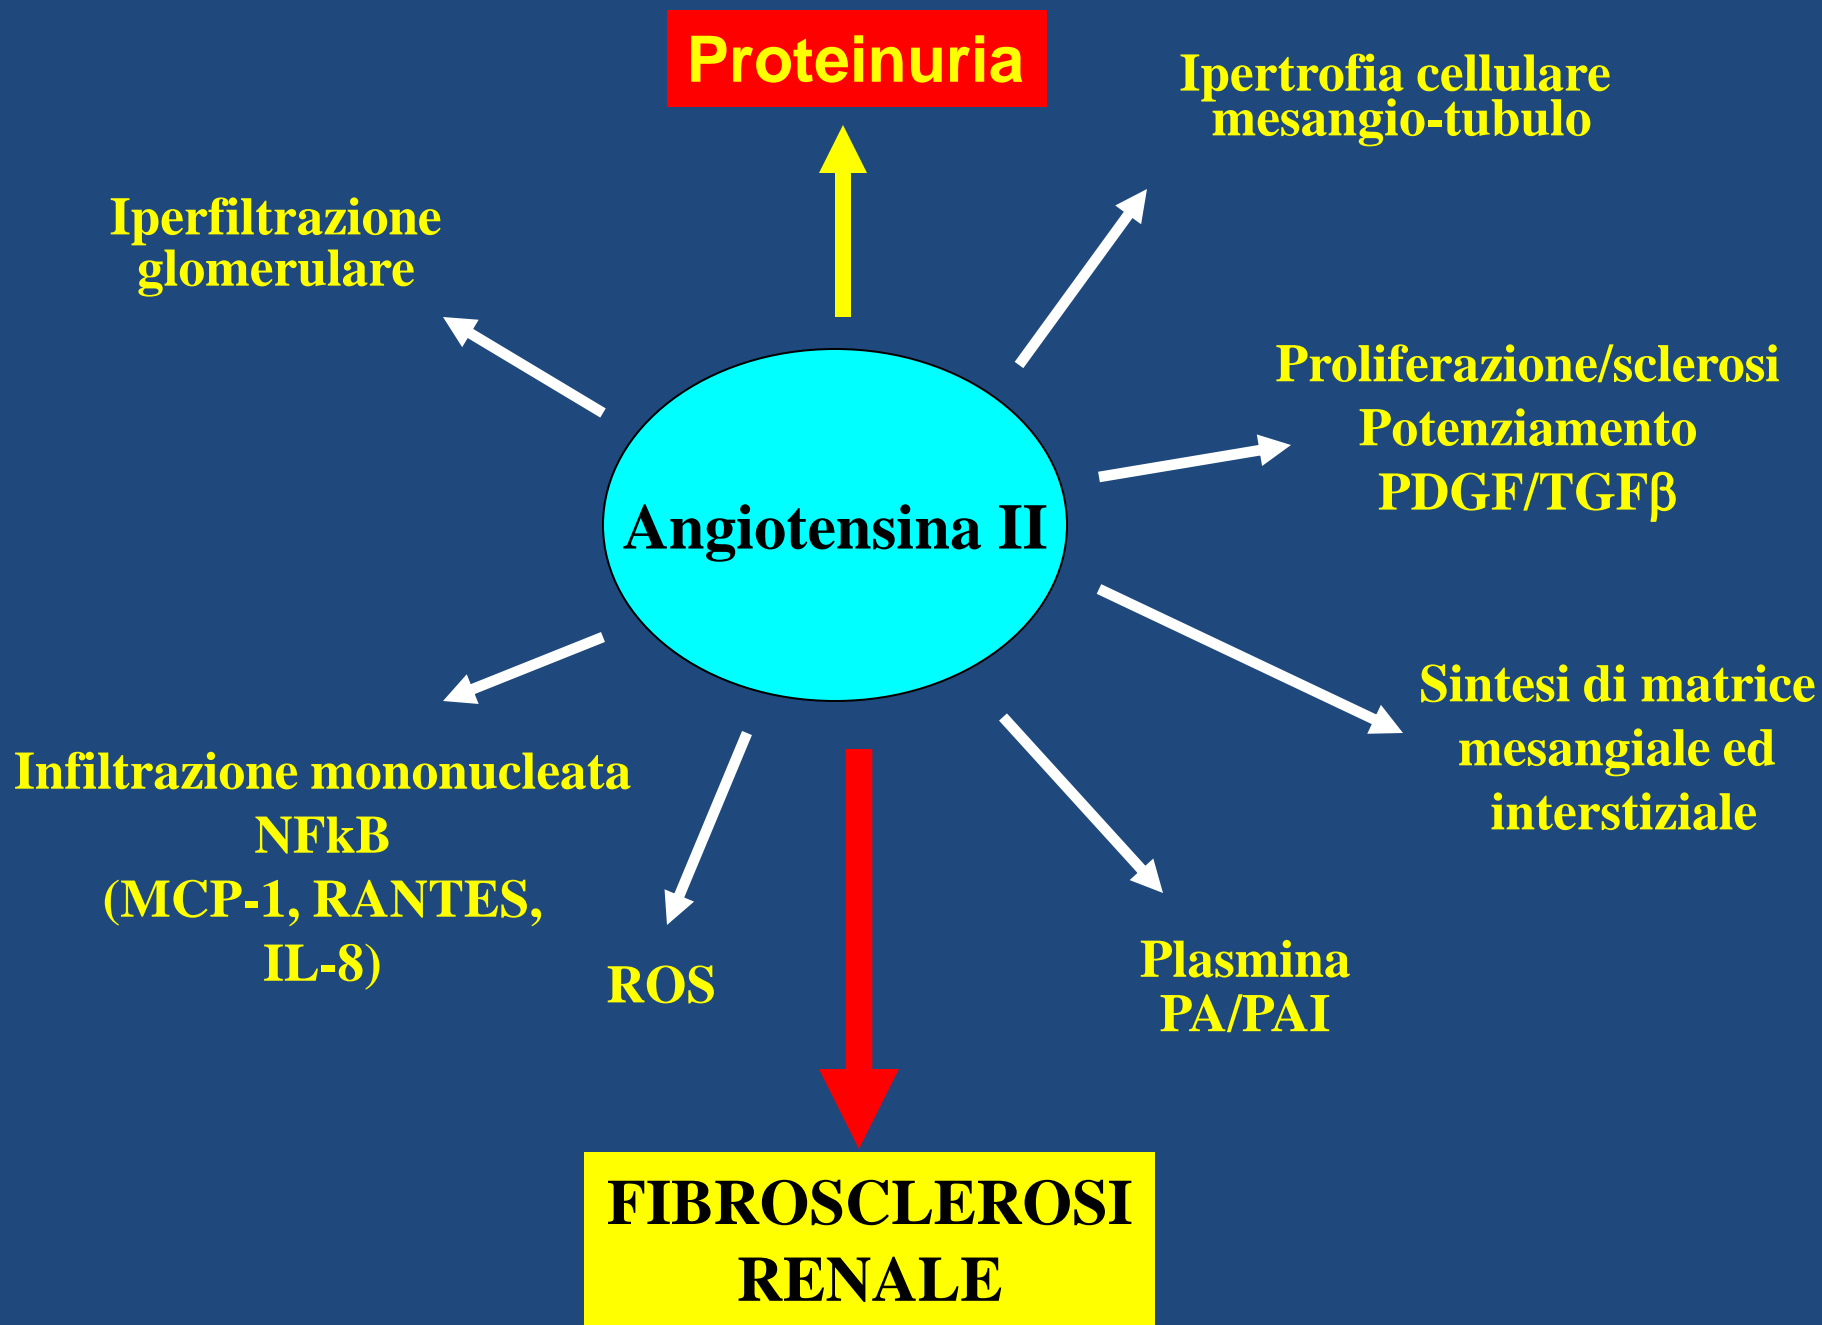 Proteinuria
Ipertrofia cellulare
mesangio-tubulo
Iperfiltrazione
glomerulare
Proliferazione/sclerosi
Potenziamento
PDGF/TGFβ
Angiotensina II
Sintesi di matrice
mesangiale ed
interstiziale
Infiltrazione mononucleata
NFkB
(MCP-1, RANTES,
IL-8)
ROS
Plasmina
PA/PAI
FIBROSCLEROSI
RENALE